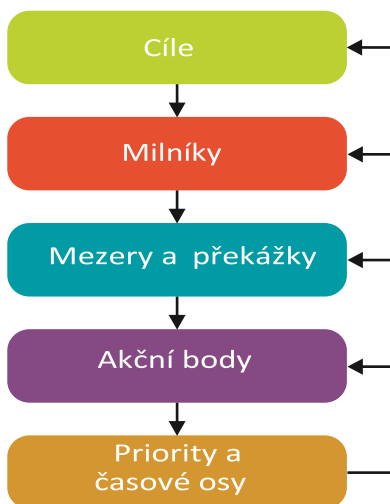 Cíle
Milníky
Mezery a překážky
Akční body
Priority a
časové osy